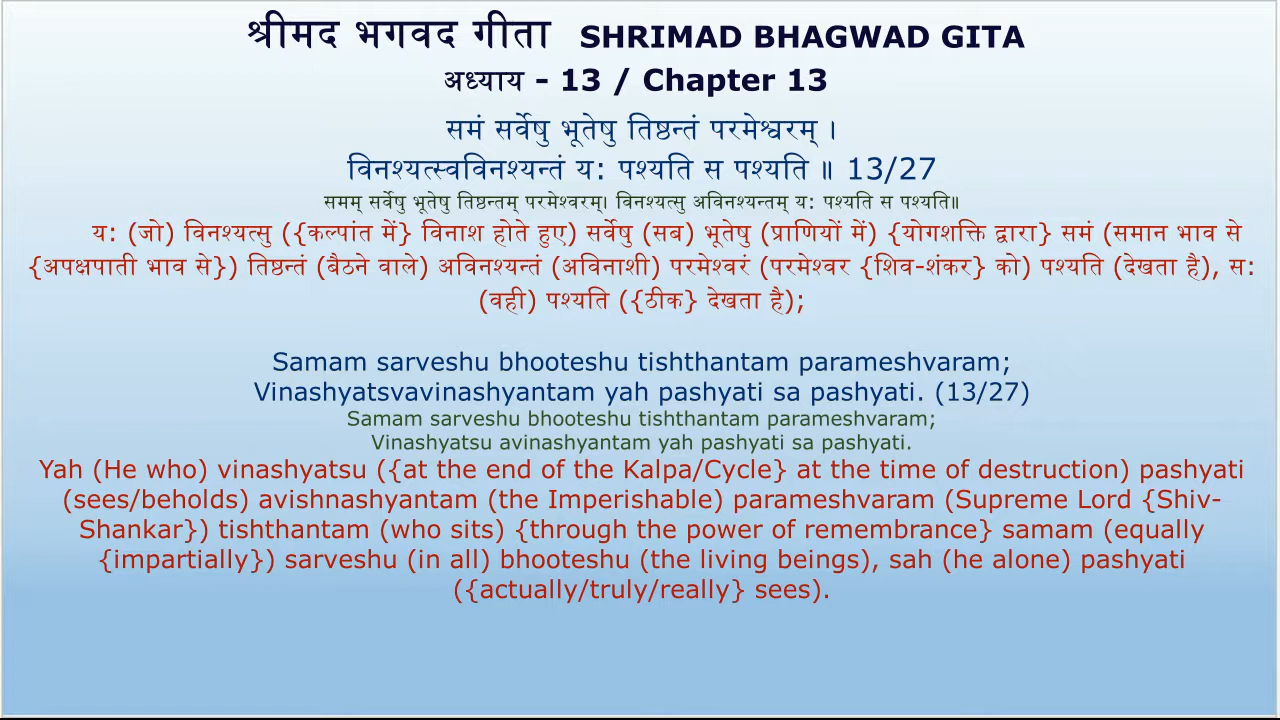 श्रीमद भगवद गीता SHRIMAD BHAGWAD GITA
अध्याय - 13 / Chapter 13
समं सर्वेषु भूतेषु तिष्ठन्तं परमेश्वरम् ।
विनश्यत्स्वविनश्यन्तं य: पश्यति स पश्यति ॥ 13/27
समम् सर्वेषु भूतेषु तिष्ठन्तम् परमेश्वरम्। विनश्यत्सु अविनश्यन्तम् य: पश्यति स पश्यति॥
य: (जो) विनश्यत्सु ({कल्पांत में} विनाश होते हुए) सर्वेषु (सब) भूतेषु (प्राणियों में) {योगशक्ति द्वारा} समं (समान भाव से
{अपक्षपाती भाव से}) तिष्ठन्तं (बैठने वाले) अविनश्यन्तं (अविनाशी) परमेश्वरं (परमेश्वर {शिव-शंकर} को) पश्यति (देखता है), स:
(वही) पश्यति ({ठीक} देखता है);
Samam sarveshu bhooteshu tishthantam parameshvaram;
Vinashyatsvavinashyantam yah pashyati sa pashyati. (13/27)
Samam sarveshu bhooteshu tishthantam parameshvaram;
Vinashyatsu avinashyantam yah pashyati sa pashyati.
Yah (He who) vinashyatsu ({at the end of the Kalpa/Cycle} at the time of destruction) pashyati
(sees/beholds) avishnashyantam (the Imperishable) parameshvaram (Supreme Lord {Shiv-
Shankar}) tishthantam (who sits) {through the power of remembrance} samam (equally
{impartially}) sarveshu (in all) bhooteshu (the living beings), sah (he alone) pashyati
({actually/truly/really} sees).